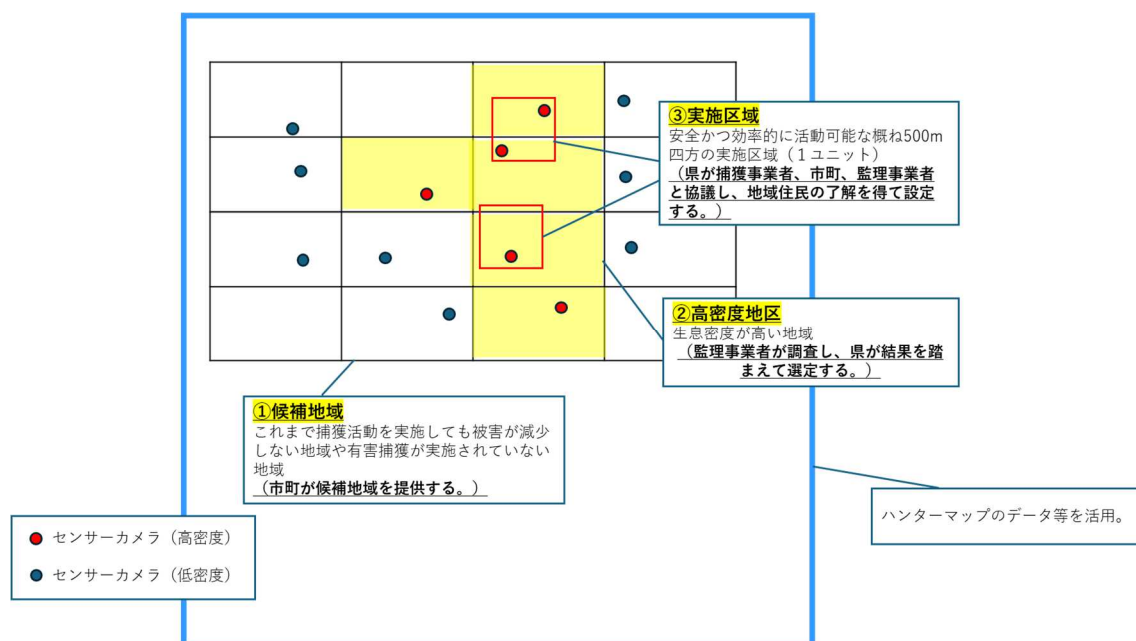 ③実施区域
安全かつ効率的に活動可能な概ね500m
四方の実施区域（１ユニット）
（県が捕獲事業者、市町、監理事業者
と協議し、地域住民の了解を得て設定
する。）
②高密度地区
生息密度が高い地域
（監理事業者が調査し、県が結果を踏
まえて選定する。）
①候補地域
これまで捕獲活動を実施しても被害が減少
しない地域や有害捕獲が実施されていない
地域
（市町が候補地域を提供する。）
ハンターマップのデータ等を活用。
センサーカメラ（高密度）
センサーカメラ（低密度）